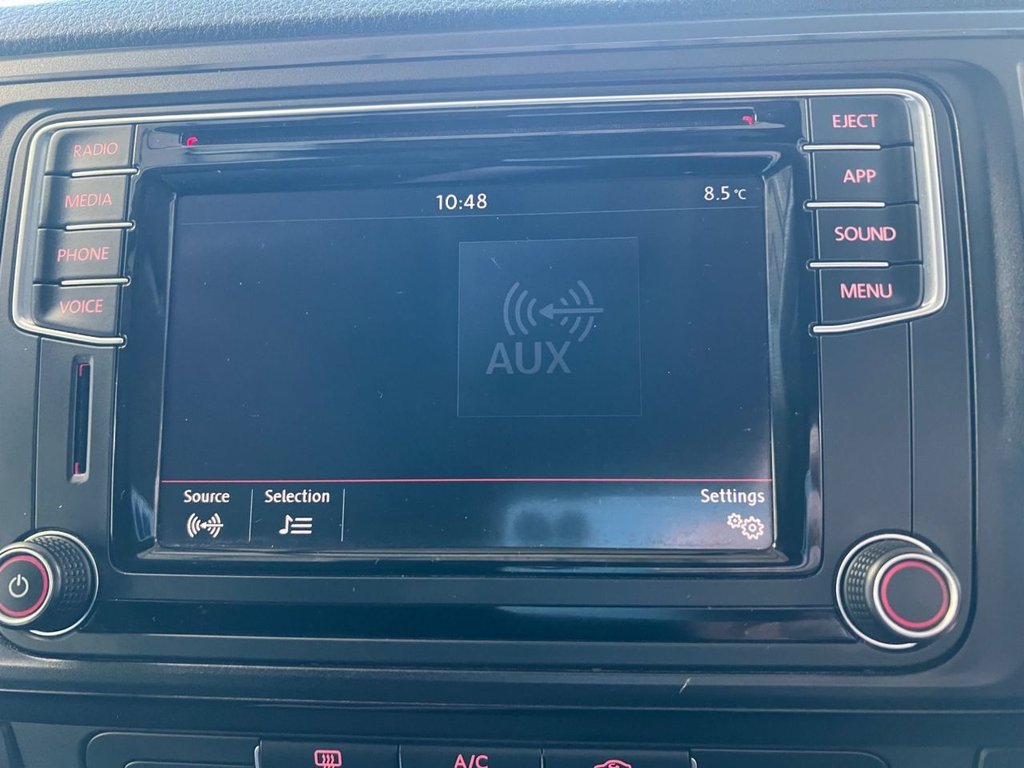 RADIO
MEDIA
PHONE
VOICE
10:48
8.5°C
AUX
Source
Selection
Settings
EJECT
APP
SOUND
MENU
A/C